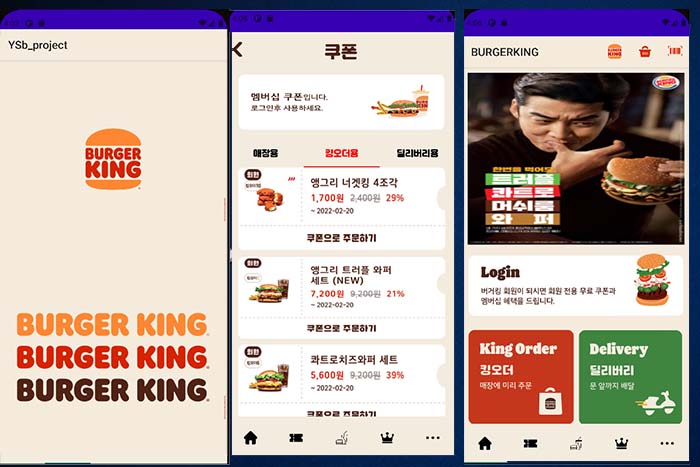 4:07
YSb_project
BURGER
KING
BURGER KING
BURGER KING
BURGER KING
4:06
쿠폰
멤버십 쿠폰입니다.
로그인후 사용하세요.
매장용
킹오더용
딜리버리용
회원
앵그리 너겟킹 4조각
1,700원 2,400원 29%
~ 2022-02-20
쿠폰으로 주문하기
회원
앵그리 트러플 와퍼
세트 (NEW)
7,200원 9,200원 21%
~ 2022-02-20
쿠폰으로 주문하기
회원
콰트로치즈와퍼 세트
5,600원 9,200원 39%
~ 2022-02-20
쿠폰으로 주문하기
4:06
BURGERKING
한번을 먹어도
트러플
콰트로
머쉬룸
와퍼
Login
버거킹 회원이 되시면 회원 전용 무료 쿠폰과
멤버십 혜택을 드립니다.
King Order
킹오더
매장에 미리 주문
Delivery
딜리버리
문 앞까지 배달